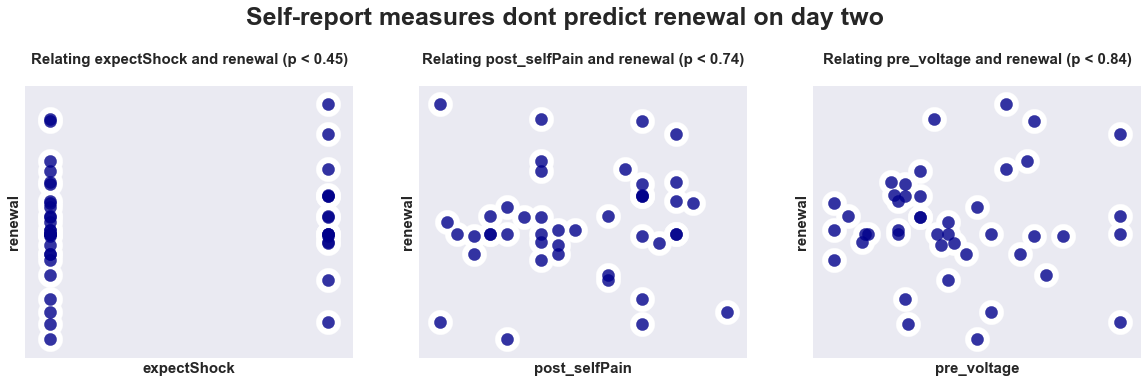 Self-report measures dont predict renewal on day two
Relating expectShock and renewal (p < 0.45)
Relating post_selfPain and renewal (p < 0.74)
Relating pre_voltage and renewal (p < 0.84)
renewal
renewal
renewal
expectShock
post_selfPain
pre_voltage